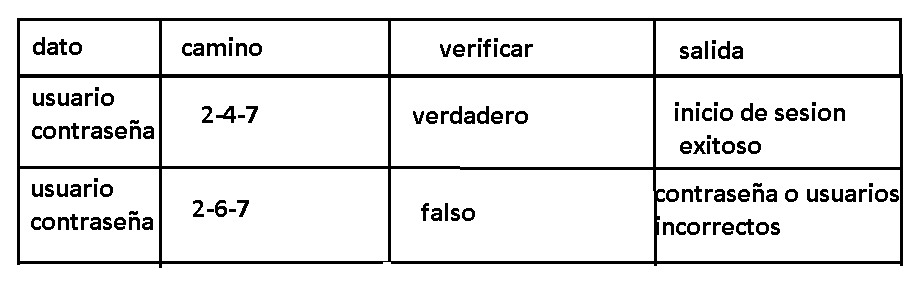 dato camino verificar salida
usuario contraseña 2-4-7 verdadero inicio de sesion exitoso
usuario contraseña 2-6-7 falso contraseña o usuarios incorrectos